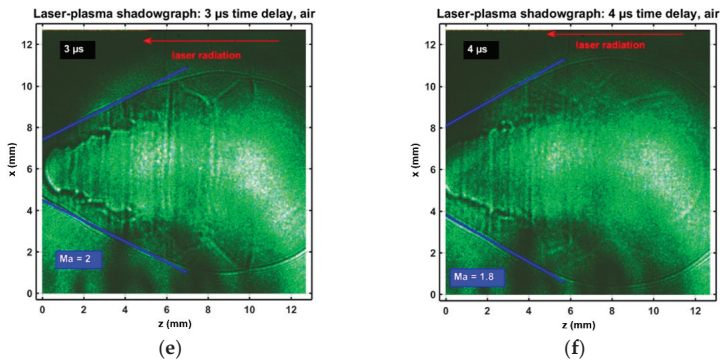 Laser-plasma shadowgraph: 3 µs time delay, air
12
10
8
6
4
2
0
x (mm)
3 µs
laser radiation
Ma = 2
0 2 4 6 8 10 12
z (mm)
(e)
Laser-plasma shadowgraph: 4 µs time delay, air
12
10
8
6
4
2
0
x (mm)
4 µs
laser radiation
Ma = 1.8
0 2 4 6 8 10 12
z (mm)
(f)